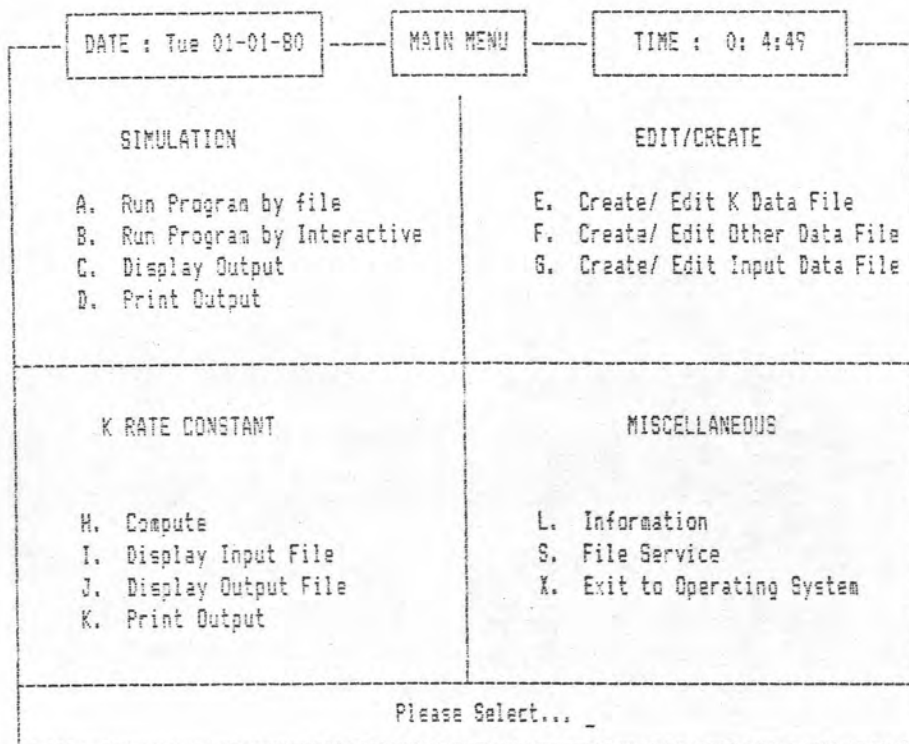 DATE : Tue 01-01-80
MAIN MENU
TIME : 0: 4:49
SIMULATION
A. Run Program by file
B. Run Program by Interactive
C. Display Output
D. Print Output
EDIT/CREATE
E. Create/ Edit K Data File
F. Create/ Edit Other Data File
G. Create/ Edit Input Data File
K RATE CONSTANT
H. Compute
I. Display Input File
J. Display Output File
K. Print Output
MISCELLANEOUS
L. Information
S. File Service
X. Exit to Operating System
Please Select... _